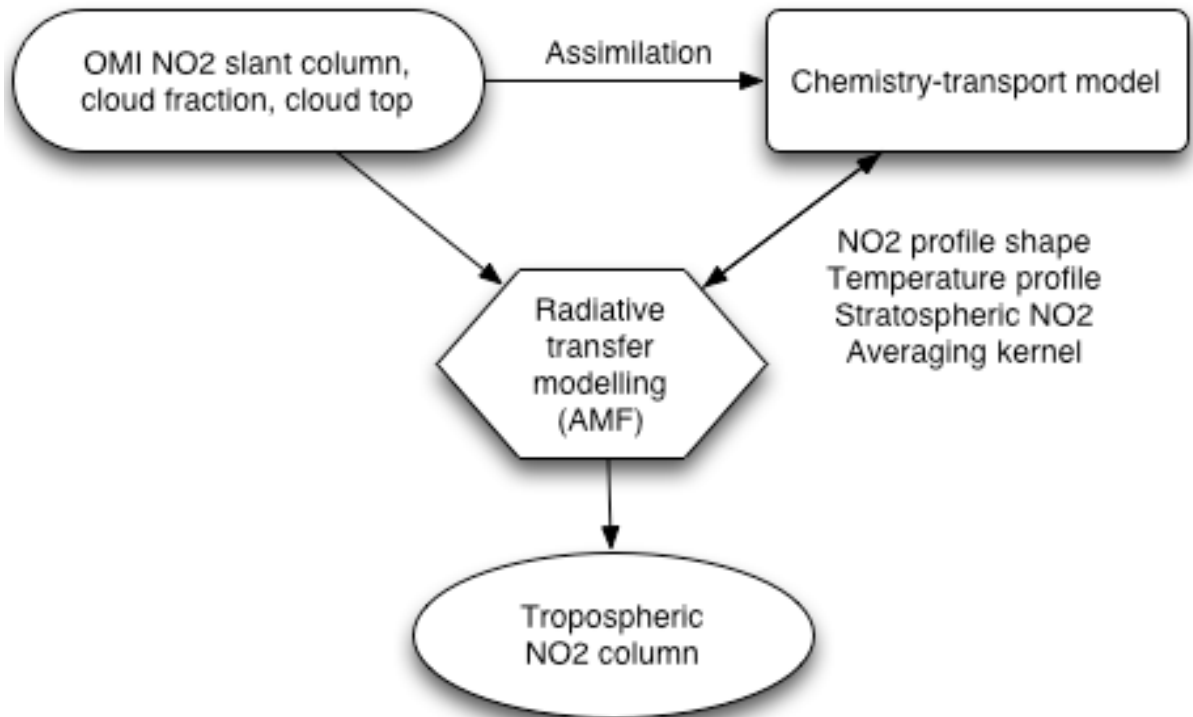 OMI NO2 slant column,
cloud fraction, cloud top
Assimilation
Chemistry-transport model
NO2 profile shape
Temperature profile
Stratospheric NO2
Averaging kernel
Radiative
transfer
modelling
(AMF)
Tropospheric
NO2 column